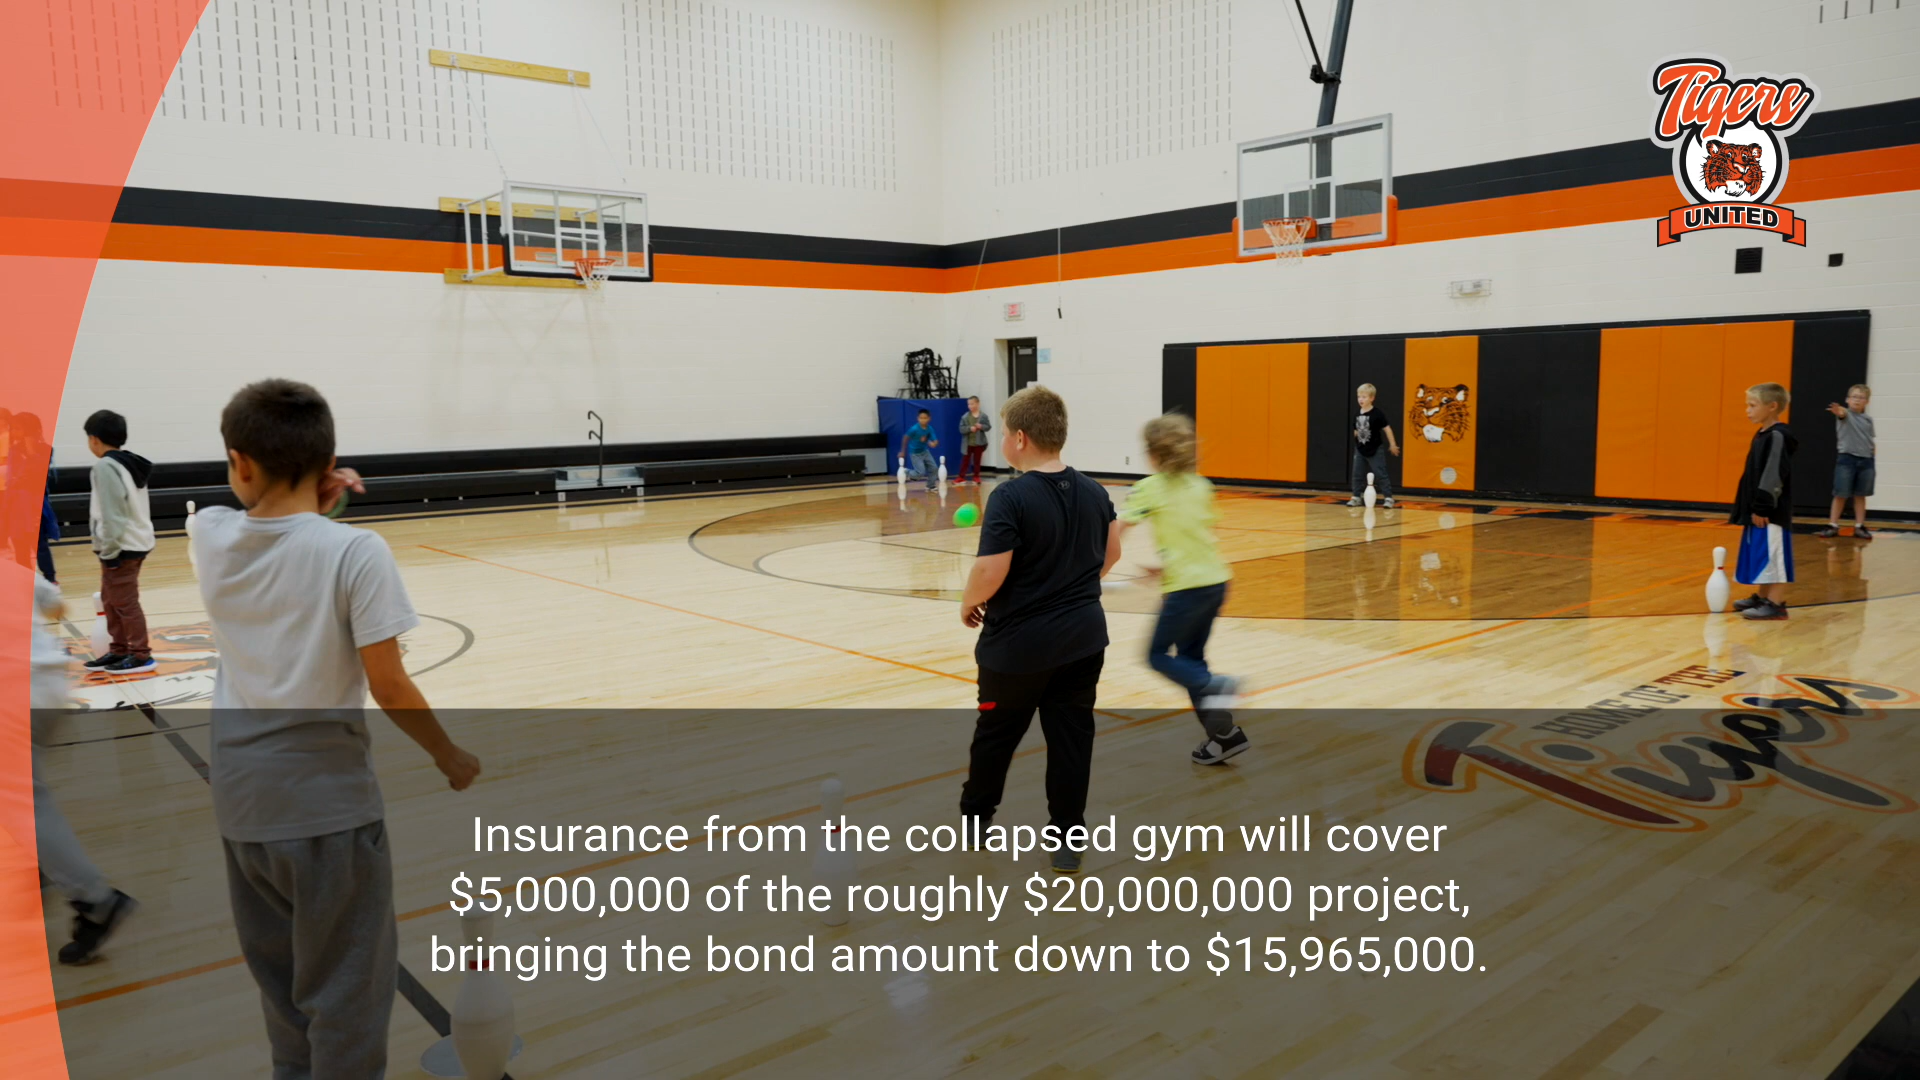 Tigers
UNITED
HOME OF THE
Tigers
Insurance from the collapsed gym will cover
$5,000,000 of the roughly $20,000,000 project,
bringing the bond amount down to $15,965,000.